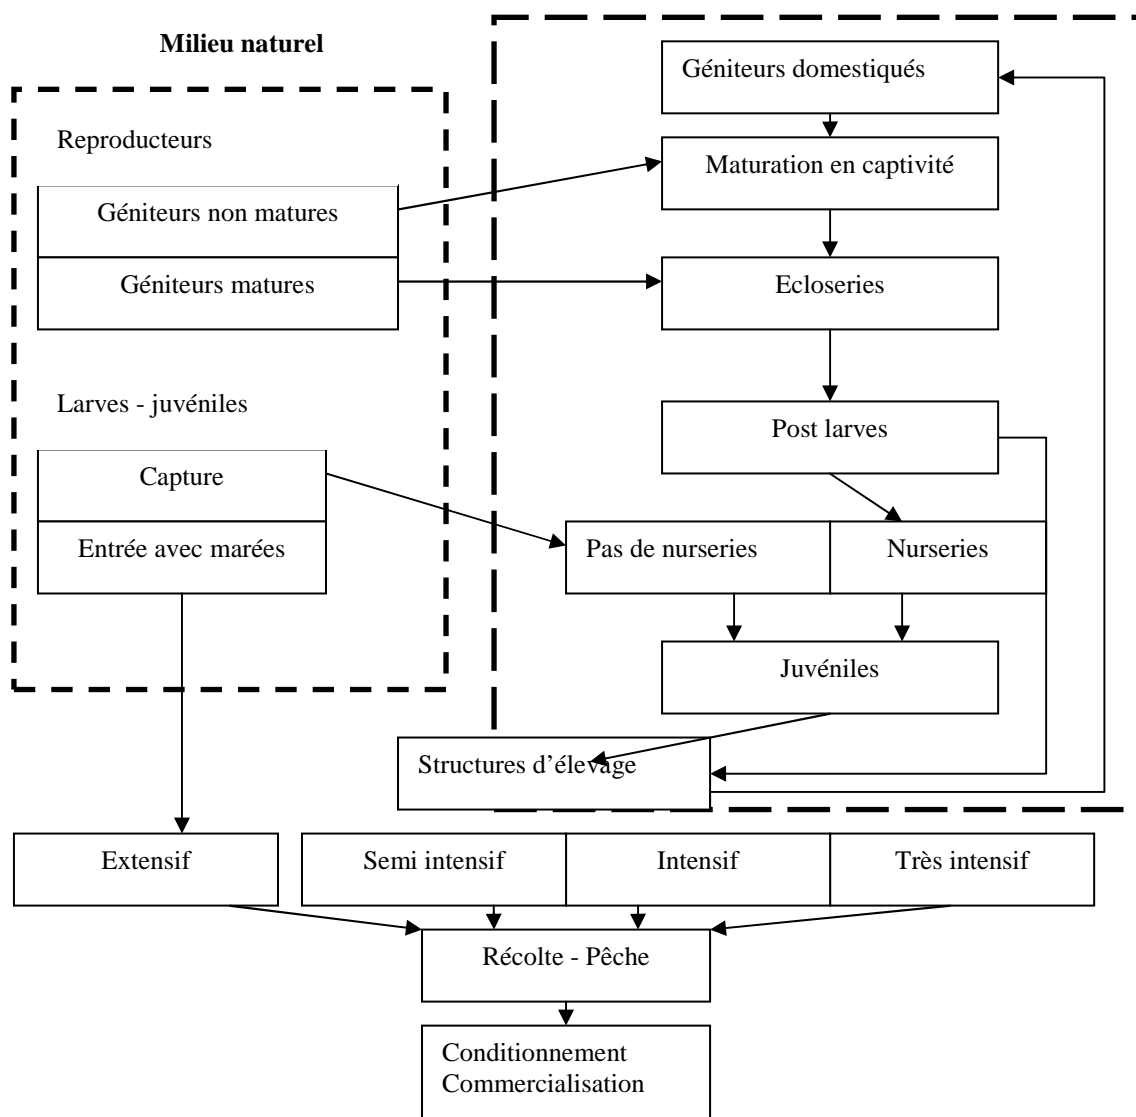 Milieu naturel
Reproducteurs
Géniteurs non matures
Géniteurs matures
Larves - juvéniles
Capture
Entrée avec marées
Géniteurs domestiqués
Maturation en captivité
Ecloseries
Post larves
Pas de nurseries
Nurseries
Juvéniles
Structures d’élevage
Extensif
Semi intensif
Intensif
Très intensif
Récolte - Pêche
Conditionnement
Commercialisation